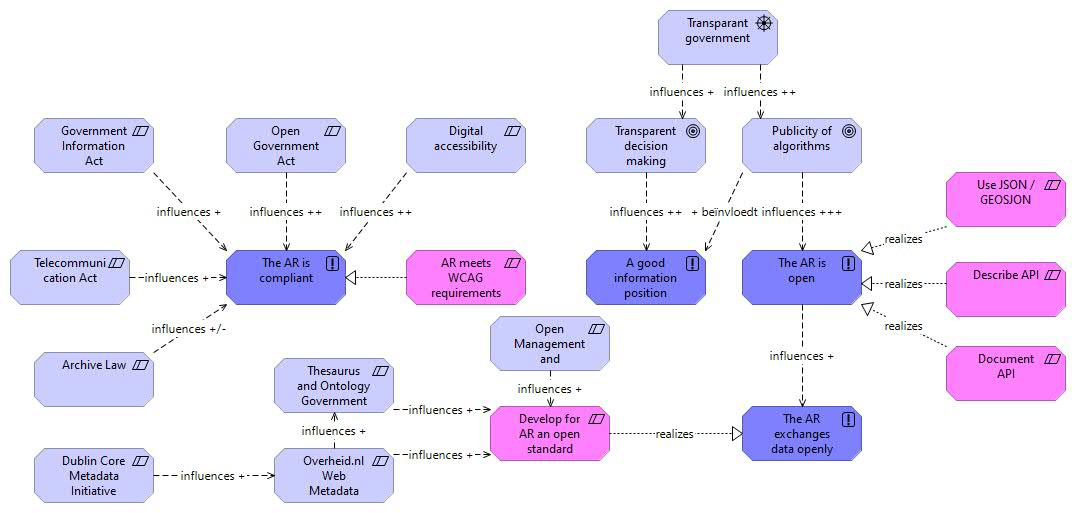 Transparant
government
influences +
influences ++
Government
Information
Act
Open
Government
Act
Digital
accessibility
Transparent
decision
making
Publicity of
algorithms
Use JSON /
GEOSJON
influences +
influences ++
influences ++
influences ++
+ beïnvloedt
influences +++
realizes
Telecommuni
cation Act
influences +
The AR is
compliant
AR meets
WCAG
requirements
A good
information
position
The AR is
open
realizes
Describe API
influences +/-
Open
Management
and
realizes
Archive Law
Thesaurus
and Ontology
Government
influences +
influences +
Document
API
influences +
influences +
Develop for
AR an open
standard
realizes
The AR
exchanges
data openly
Dublin Core
Metadata
Initiative
influences +
Overheid.nl
Web
Metadata
influences +